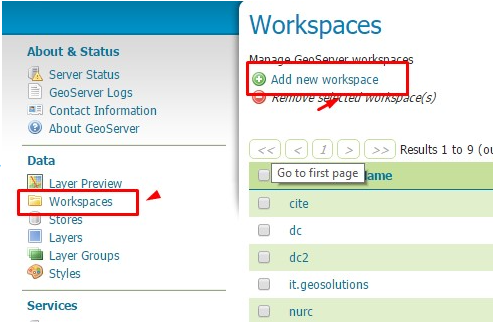 About & Status
Server Status
GeoServer Logs
Contact Information
About GeoServer
Data
Layer Preview
Workspaces
Stores
Layers
Layer Groups
Styles
Services
Workspaces
Manage GeoServer workspaces
Add new workspace
Remove selected workspace(s)
<< < 1 > >> Results 1 to 9 (ou
Go to first page
Name
cite
dc
dc2
it.geosolutions
nurc